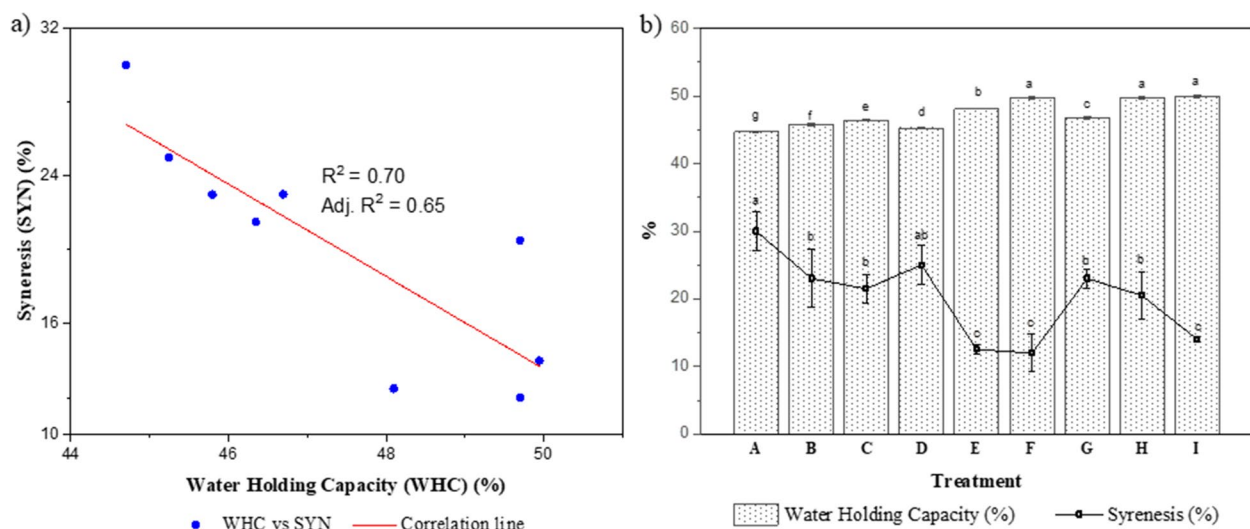 a)
32
24
16
10
Syneresis (SYN) (%)
R² = 0.70
Adj. R² = 0.65
44 46 48 50
Water Holding Capacity (WHC) (%)
WHC vs SYN Correlation line
b)
60
50
40
30
20
10
0
%
g f e d b a c a a
a b b ab c c b b c
A B C D E F G H I
Treatment
Water Holding Capacity (%) Syrenesis (%)